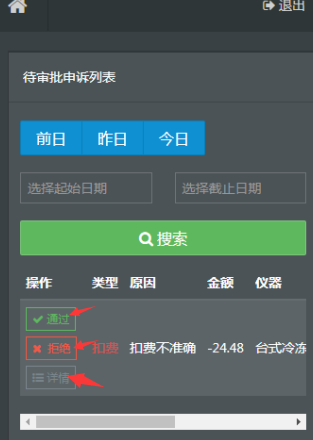 退出
待审批申诉列表
前日 昨日 今日
选择起始日期 选择截止日期
搜索
操作 类型 原因 金额 仪器
通过
拒绝 扣费 扣费不准确 -24.48 台式冷冻
详情